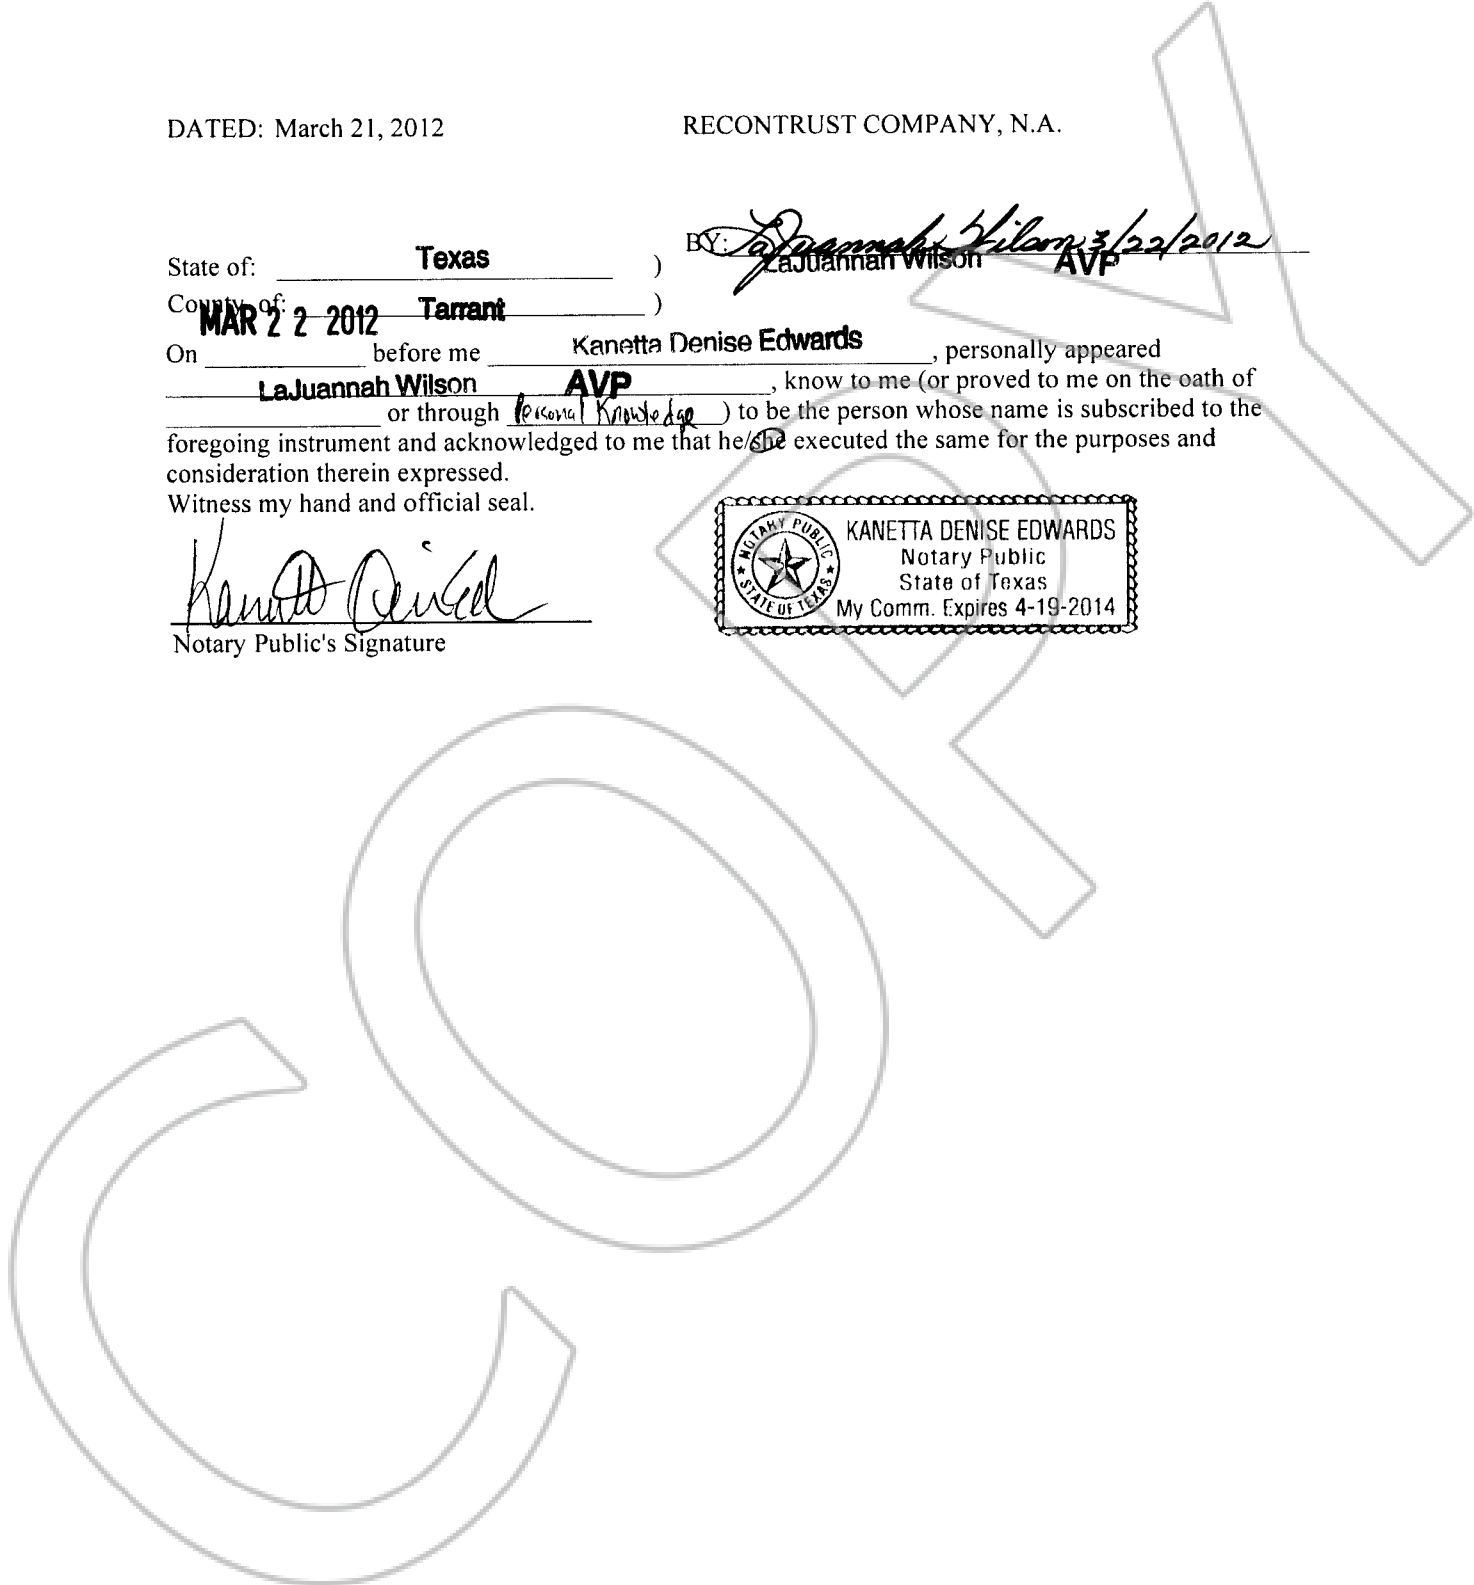 DATED: March 21, 2012 RECONTRUST COMPANY, N.A.
BY: LaJuannah Wilson 3/22/2012
LaJuannah Wilson AVP
State of: Texas )
County of: Tarrant )
MAR 22 2012
On before me Kanetta Denise Edwards, personally appeared
LaJuannah Wilson AVP, know to me (or proved to me on the oath of
or through Personal Knowledge) to be the person whose name is subscribed to the
foregoing instrument and acknowledged to me that he/she executed the same for the purposes and
consideration therein expressed.
Witness my hand and official seal.
KANETTA DENISE EDWARDS
Notary Public
State of Texas
My Comm. Expires 4-19-2014
NOTARY PUBLIC
STATE OF TEXAS
Notary Public's Signature
COPY